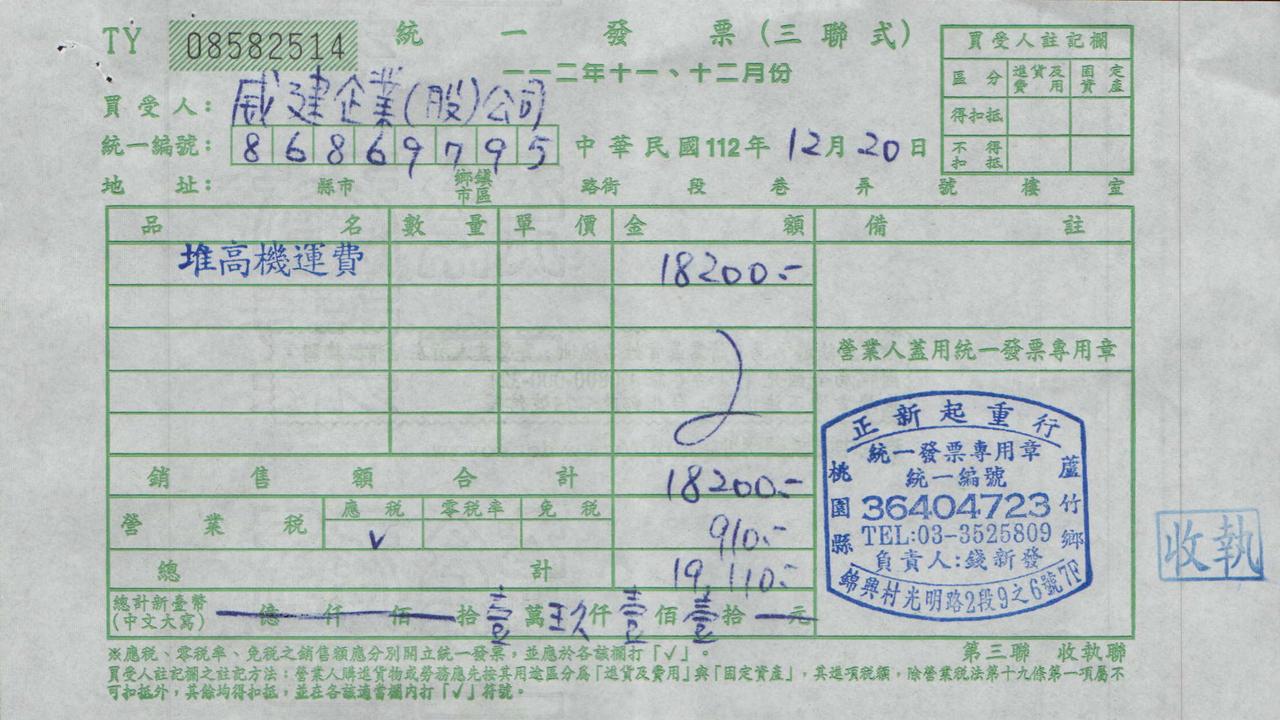 TY 08582514 統一發票(三聯式)
一一二年十一、十二月份
買受人: 威建企業(股)公司
統一編號: 86869795 中華民國112年12月20日
地址: 縣市 鄉鎮市區 路街 段 巷 弄 號 樓 室
買受人註記欄
區分 進貨及費用 固定資產
得扣抵
不得扣抵
品名 數量 單價 金額 備註
堆高機運費 18200.-
營業人蓋用統一發票專用章
銷售額合計 18200.-
營業稅 應稅 零稅率 免稅 910.-
V
總計 19,110.-
總計新臺幣(中文大寫) 億 仟 佰 拾壹萬玖仟壹佰壹拾 元
正新起重行
統一發票專用章
統一編號
36404723
TEL:03-3525809
負責人:錢新發
桃園縣蘆竹鄉
錦興村光明路2段9之6號7F
收執
第三聯 收執聯
※應稅、零稅率、免稅之銷售額應分別開立統一發票,並應於各該欄打「✓」。
買受人註記欄之註記方法:營業人購進貨物或勞務應先按其用途區分為「進貨及費用」與「固定資產」,其進項稅額,除營業稅法第十九條第一項屬不
可扣抵外,其餘均得扣抵,並在各該適當欄內打「✓」符號。